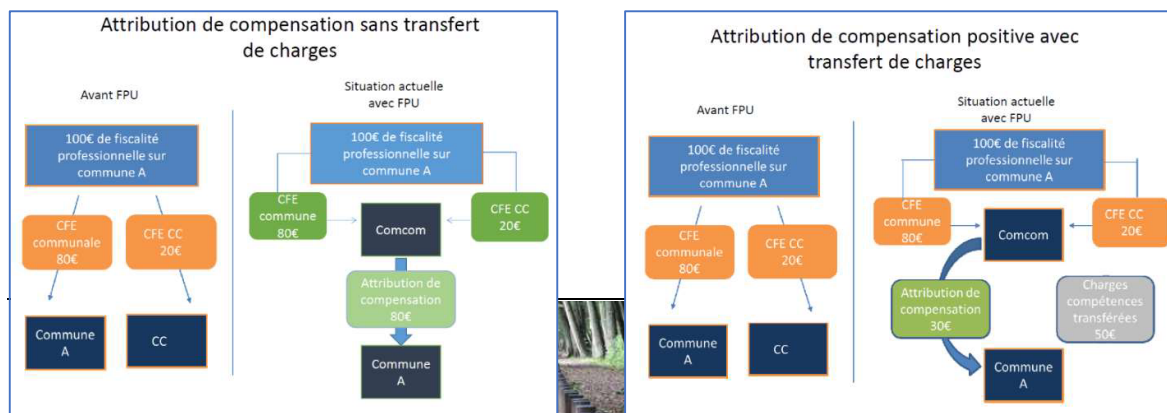 Attribution de compensation sans transfert
de charges
Avant FPU
Situation actuelle
avec FPU
100€ de fiscalité
professionnelle sur
commune A
100€ de fiscalité
professionnelle sur
commune A
CFE
communale
80€
CFE CC
20€
CFE
commune
80€
Comcom
CFE CC
20€
Attribution de
compensation
80€
Commune
A
CC
Commune
A
Attribution de compensation positive avec
transfert de charges
Avant FPU
Situation actuelle
avec FPU
100€ de fiscalité
professionnelle sur
commune A
100€ de fiscalité
professionnelle sur
commune A
CFE
communale
80€
CFE CC
20€
CFE
commune
80€
Comcom
CFE CC
20€
Attribution de
compensation
30€
Charges
compétences
transférées
50€
Commune
A
CC
Commune
A